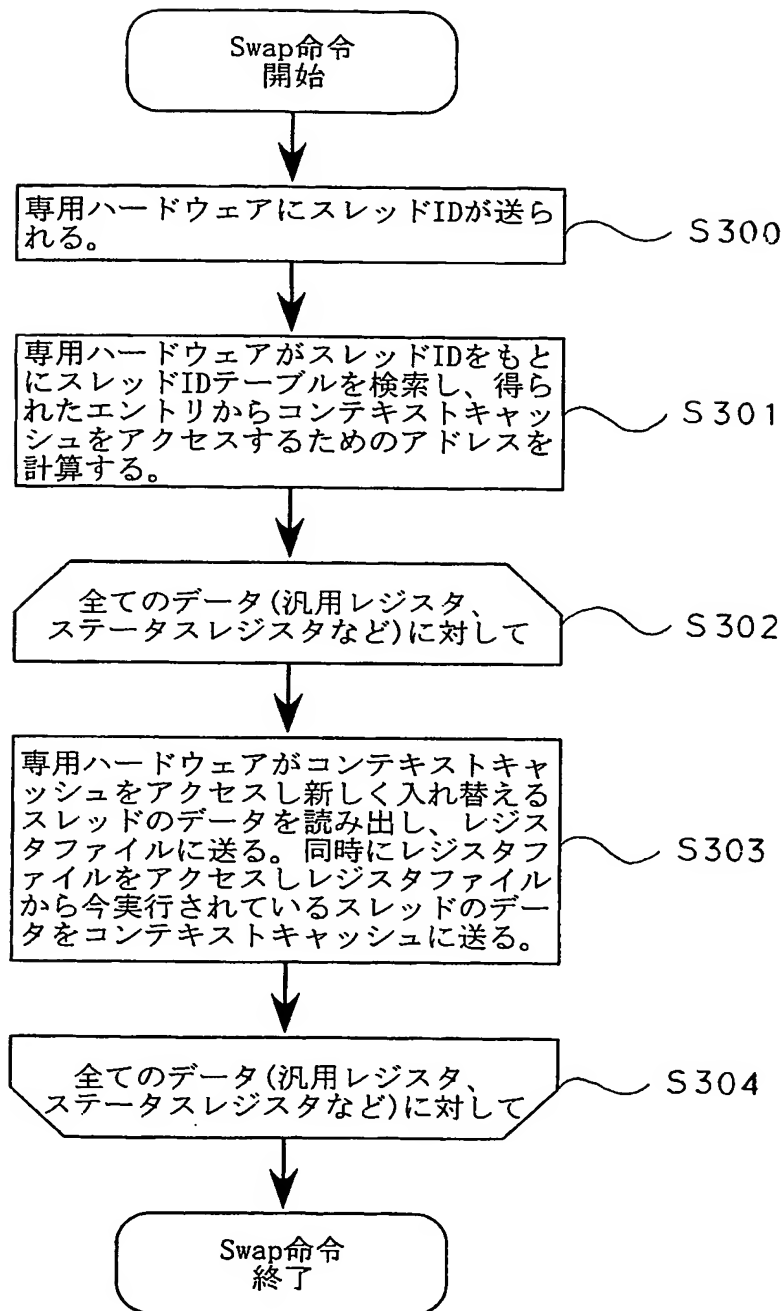 Swap命令
開始
専用ハードウェアにスレッドIDが送ら
れる。
S300
専用ハードウェアがスレッドIDをもと
にスレッドIDテーブルを検索し、得ら
れたエントリからコンテキストキャッ
シュをアクセスするためのアドレスを
計算する。
S301
全てのデータ(汎用レジスタ、
ステータスレジスタなど)に対して
S302
専用ハードウェアがコンテキストキャ
ッシュをアクセスし新しく入れ替える
スレッドのデータを読み出し、レジス
タファイルに送る。同時にレジスタフ
ァイルをアクセスしレジスタファイル
から今実行されているスレッドのデー
タをコンテキストキャッシュに送る。
S303
全てのデータ(汎用レジスタ、
ステータスレジスタなど)に対して
S304
Swap命令
終了